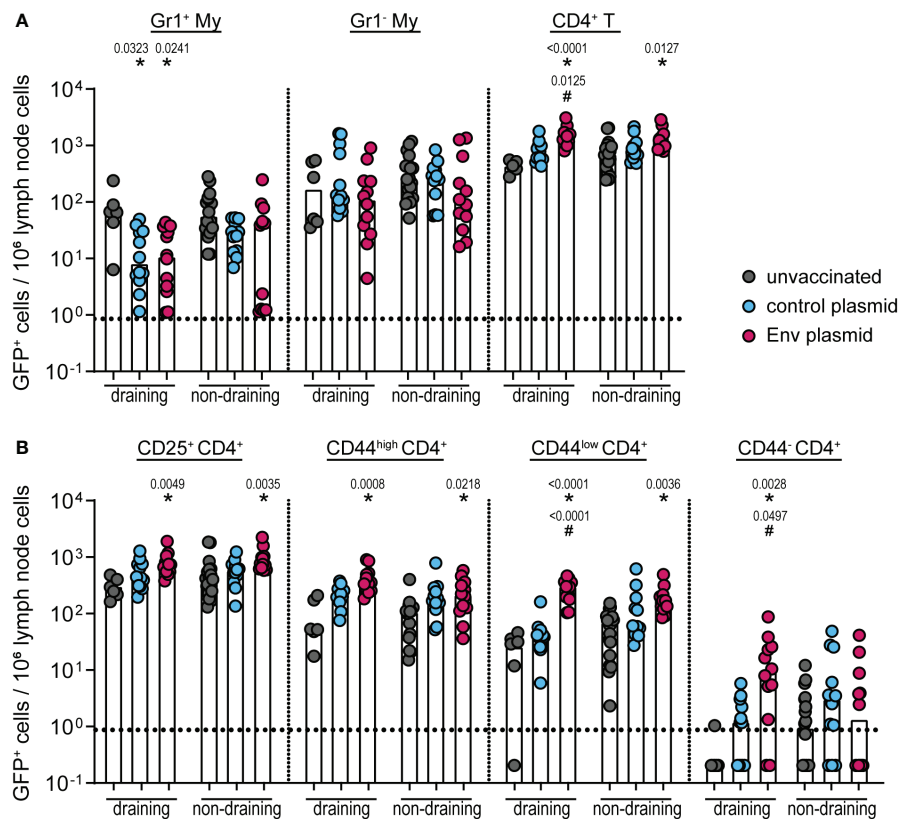 A
Gr1⁺ My
Gr1⁻ My
CD4⁺ T
0.0323
0.0241
<0.0001
0.0127
* * * *
0.0125
#
GFP⁺ cells / 10⁶ lymph node cells
10⁴
10³
10²
10¹
10⁰
10⁻¹
draining non-draining draining non-draining draining non-draining
unvaccinated
control plasmid
Env plasmid
B
CD25⁺ CD4⁺
CD44ʰⁱᵍʰ CD4⁺
CD44ˡᵒʷ CD4⁺
CD44⁻ CD4⁺
0.0049 0.0035 0.0008 0.0218 <0.0001 0.0036 0.0028
* * * * * * *
<0.0001 0.0497
# #
GFP⁺ cells / 10⁶ lymph node cells
10⁴
10³
10²
10¹
10⁰
10⁻¹
draining non-draining draining non-draining draining non-draining draining non-draining